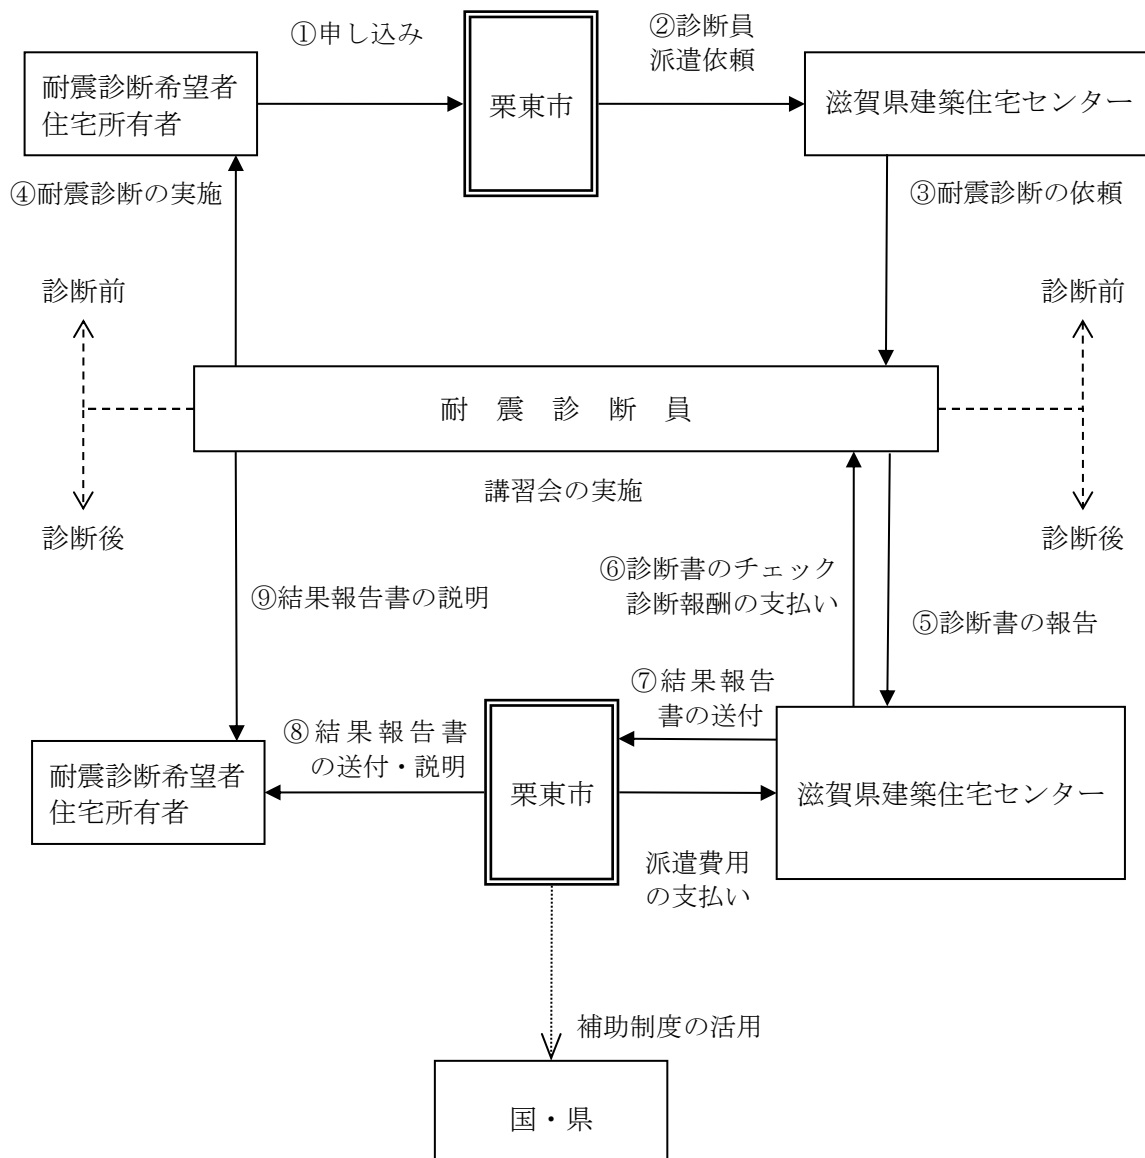 ①申し込み
②診断員
派遣依頼
耐震診断希望者
住宅所有者
栗東市
滋賀県建築住宅センター
④耐震診断の実施
③耐震診断の依頼
診断前
診断前
耐震診断員
講習会の実施
診断後
診断後
⑥診断書のチェック
診断報酬の支払い
⑨結果報告書の説明
⑤診断書の報告
⑦結果報告
書の送付
⑧結果報告書
の送付・説明
耐震診断希望者
住宅所有者
栗東市
滋賀県建築住宅センター
派遣費用
の支払い
補助制度の活用
国・県